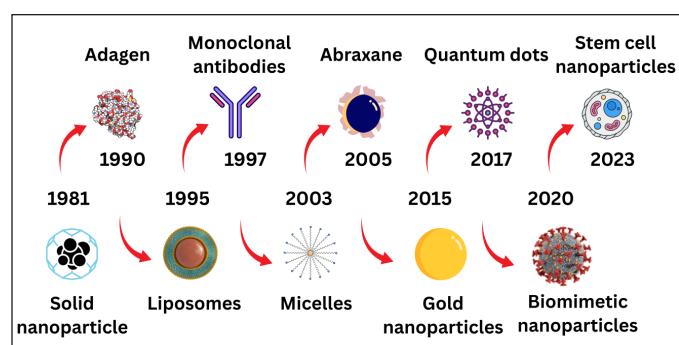 Adagen
Monoclonal
antibodies
Abraxane
Quantum dots
Stem cell
nanoparticles
1990
1997
2005
2017
2023
1981
1995
2003
2015
2020
Solid
nanoparticle
Liposomes
Micelles
Gold
nanoparticles
Biomimetic
nanoparticles